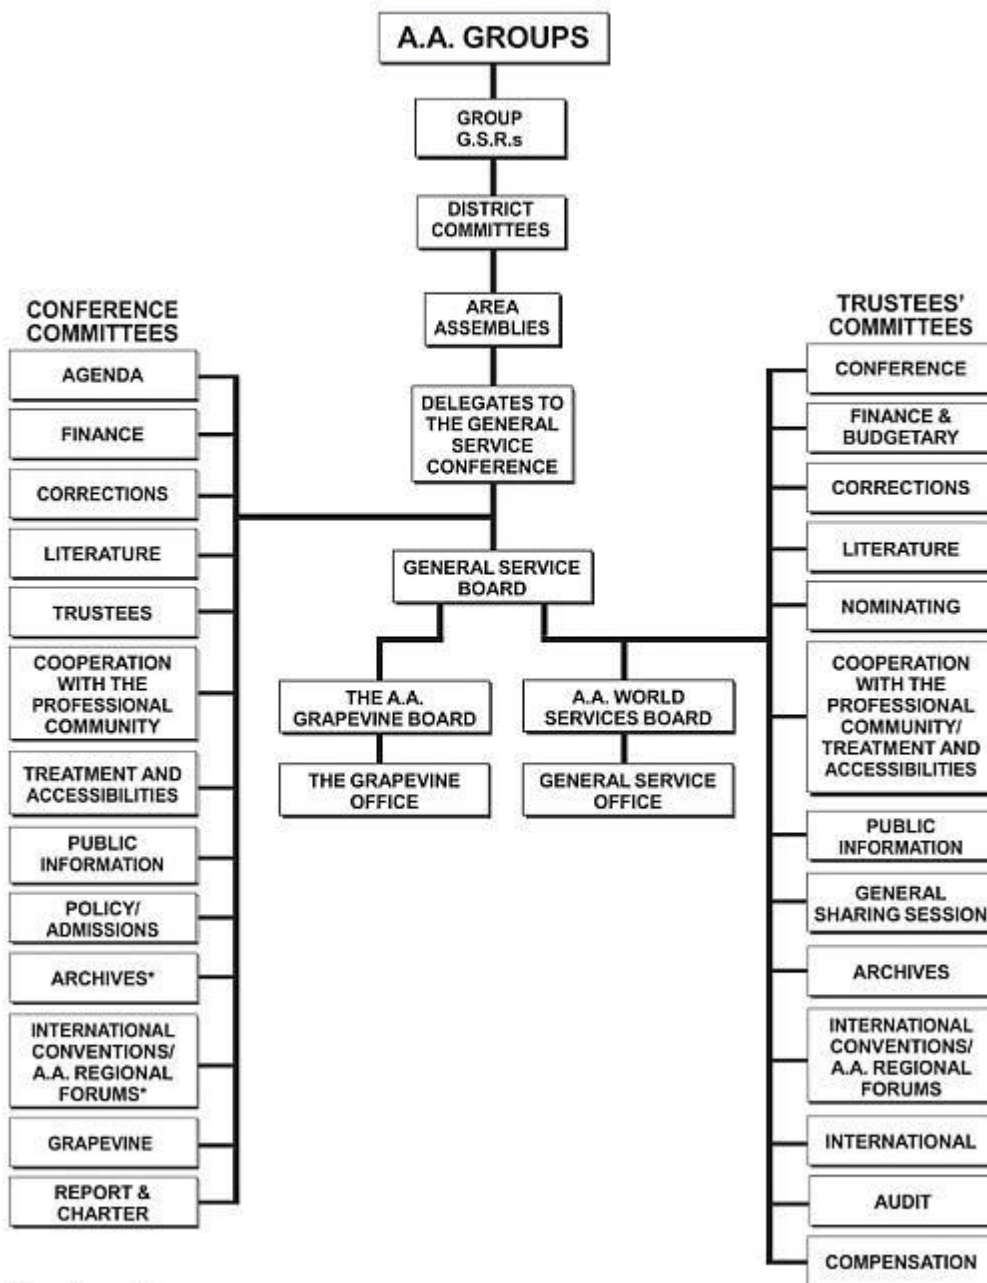 A.A. GROUPS
GROUP
G.S.R.s
DISTRICT
COMMITTEES
AREA
ASSEMBLIES
DELEGATES TO
THE GENERAL
SERVICE
CONFERENCE
GENERAL SERVICE
BOARD
THE A.A.
GRAPEVINE BOARD
THE GRAPEVINE
OFFICE
A.A. WORLD
SERVICES BOARD
GENERAL SERVICE
OFFICE
CONFERENCE
COMMITTEES
AGENDA
FINANCE
CORRECTIONS
LITERATURE
TRUSTEES
COOPERATION
WITH THE
PROFESSIONAL
COMMUNITY
TREATMENT AND
ACCESSIBILITIES
PUBLIC
INFORMATION
POLICY/
ADMISSIONS
ARCHIVES*
INTERNATIONAL
CONVENTIONS/
A.A. REGIONAL
FORUMS*
GRAPEVINE
REPORT &
CHARTER
TRUSTEES'
COMMITTEES
CONFERENCE
FINANCE &
BUDGETARY
CORRECTIONS
LITERATURE
NOMINATING
COOPERATION
WITH THE
PROFESSIONAL
COMMUNITY/
TREATMENT AND
ACCESSIBILITIES
PUBLIC
INFORMATION
GENERAL
SHARING SESSION
ARCHIVES
INTERNATIONAL
CONVENTIONS/
A.A. REGIONAL
FORUMS
INTERNATIONAL
AUDIT
COMPENSATION